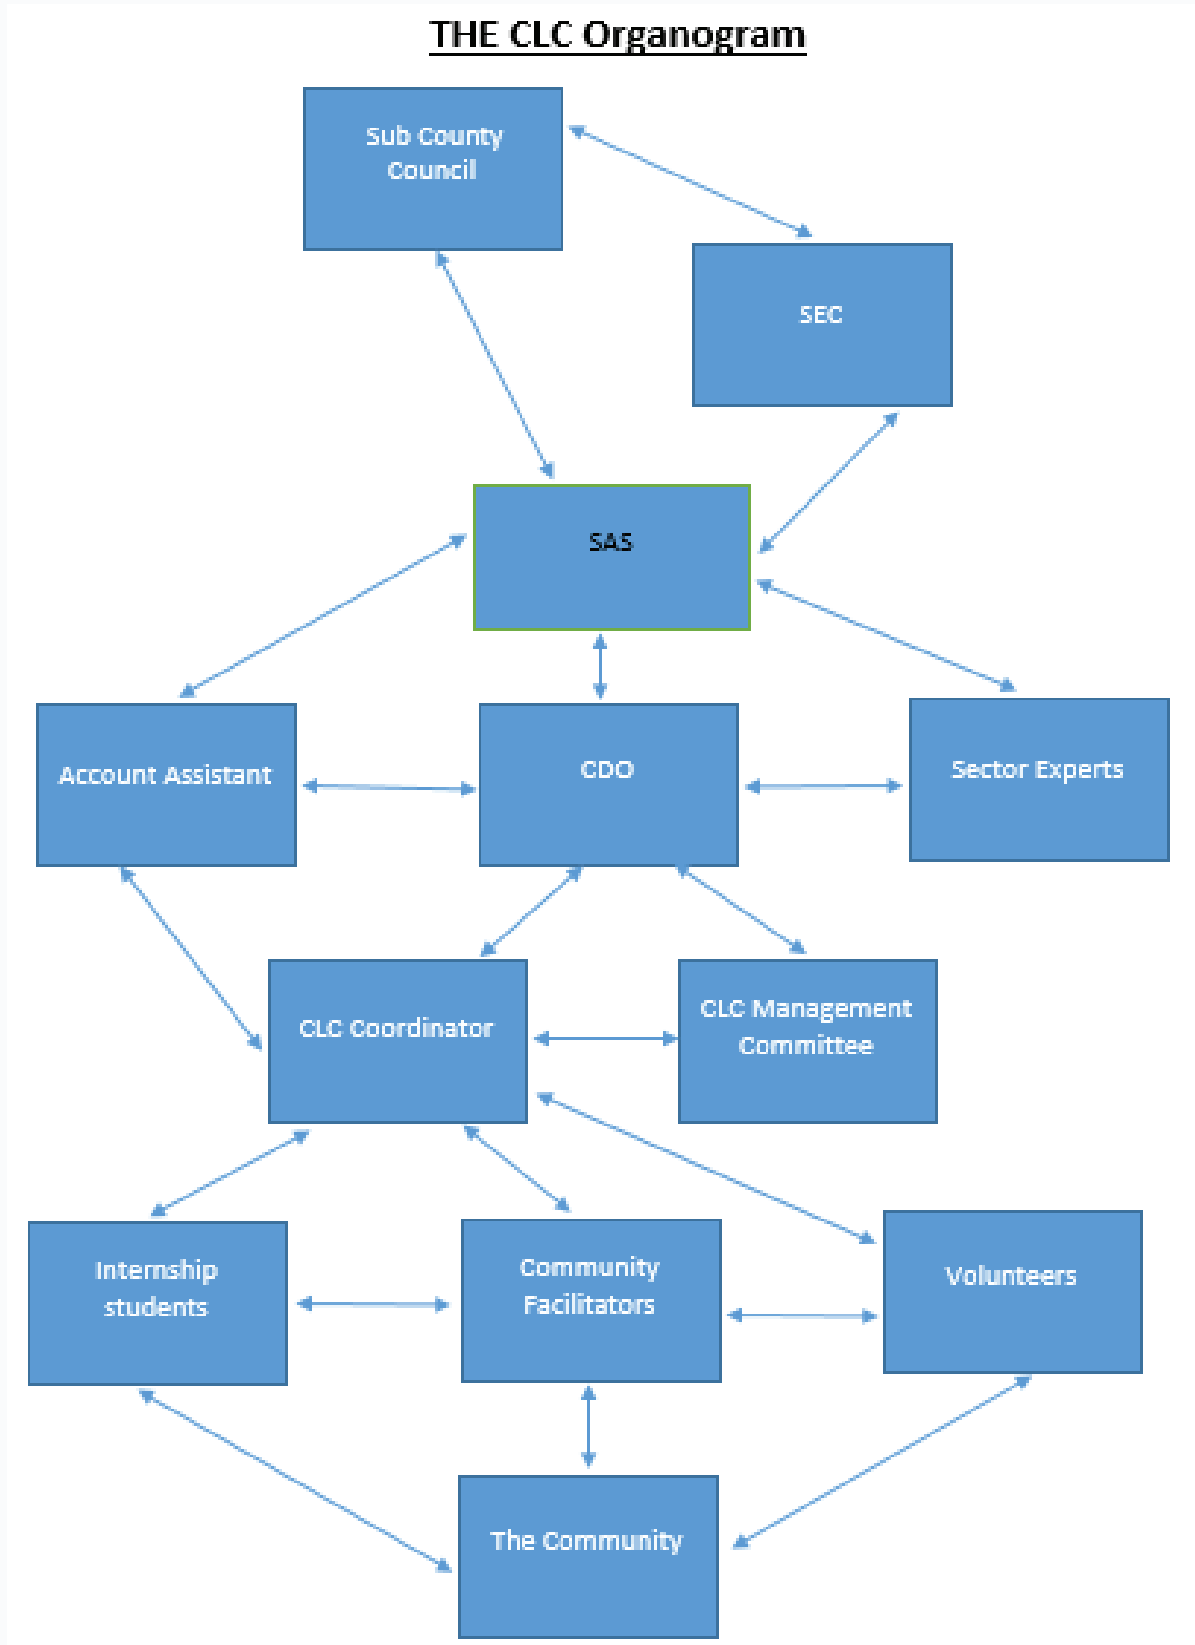 THE CLC Organogram
Sub County
Council
SEC
SAS
Account Assistant
CDO
Sector Experts
CLC Coordinator
CLC Management
Committee
Internship
students
Community
Facilitators
Volunteers
The Community